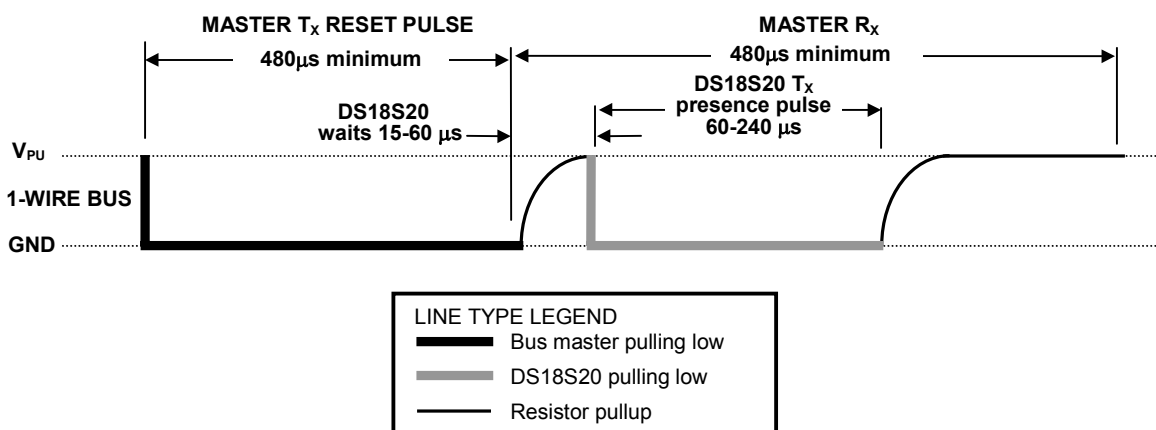 MASTER TX RESET PULSE
480μs minimum
MASTER RX
480μs minimum
DS18S20
waits 15-60 μs
DS18S20 TX
presence pulse
60-240 μs
VPU
1-WIRE BUS
GND
LINE TYPE LEGEND
Bus master pulling low
DS18S20 pulling low
Resistor pullup